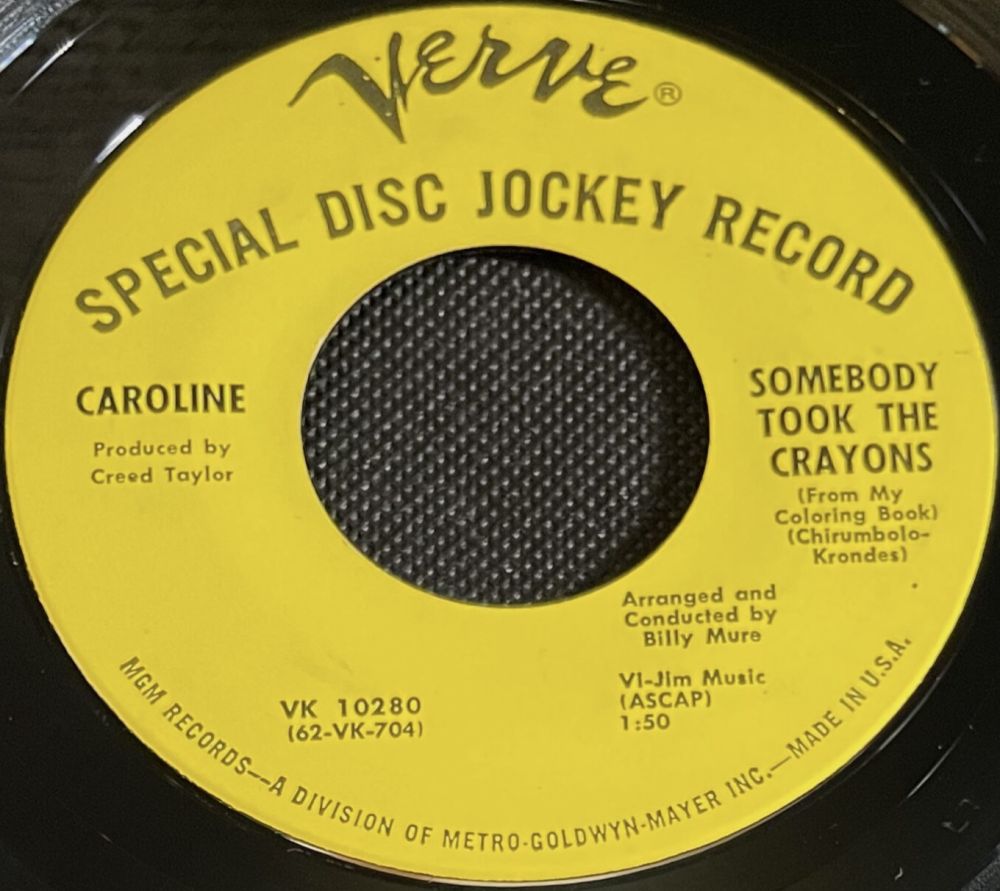 Verve®
SPECIAL DISC JOCKEY RECORD
CAROLINE
Produced by
Creed Taylor
SOMEBODY
TOOK THE
CRAYONS
(From My
Coloring Book)
(Chirumbolo-
Krondes)
Arranged and
Conducted by
Billy Mure
Vi-Jim Music
(ASCAP)
1:50
VK 10280
(62-VK-704)
MGM RECORDS—A DIVISION OF METRO-GOLDWYN-MAYER INC.—MADE IN U.S.A.